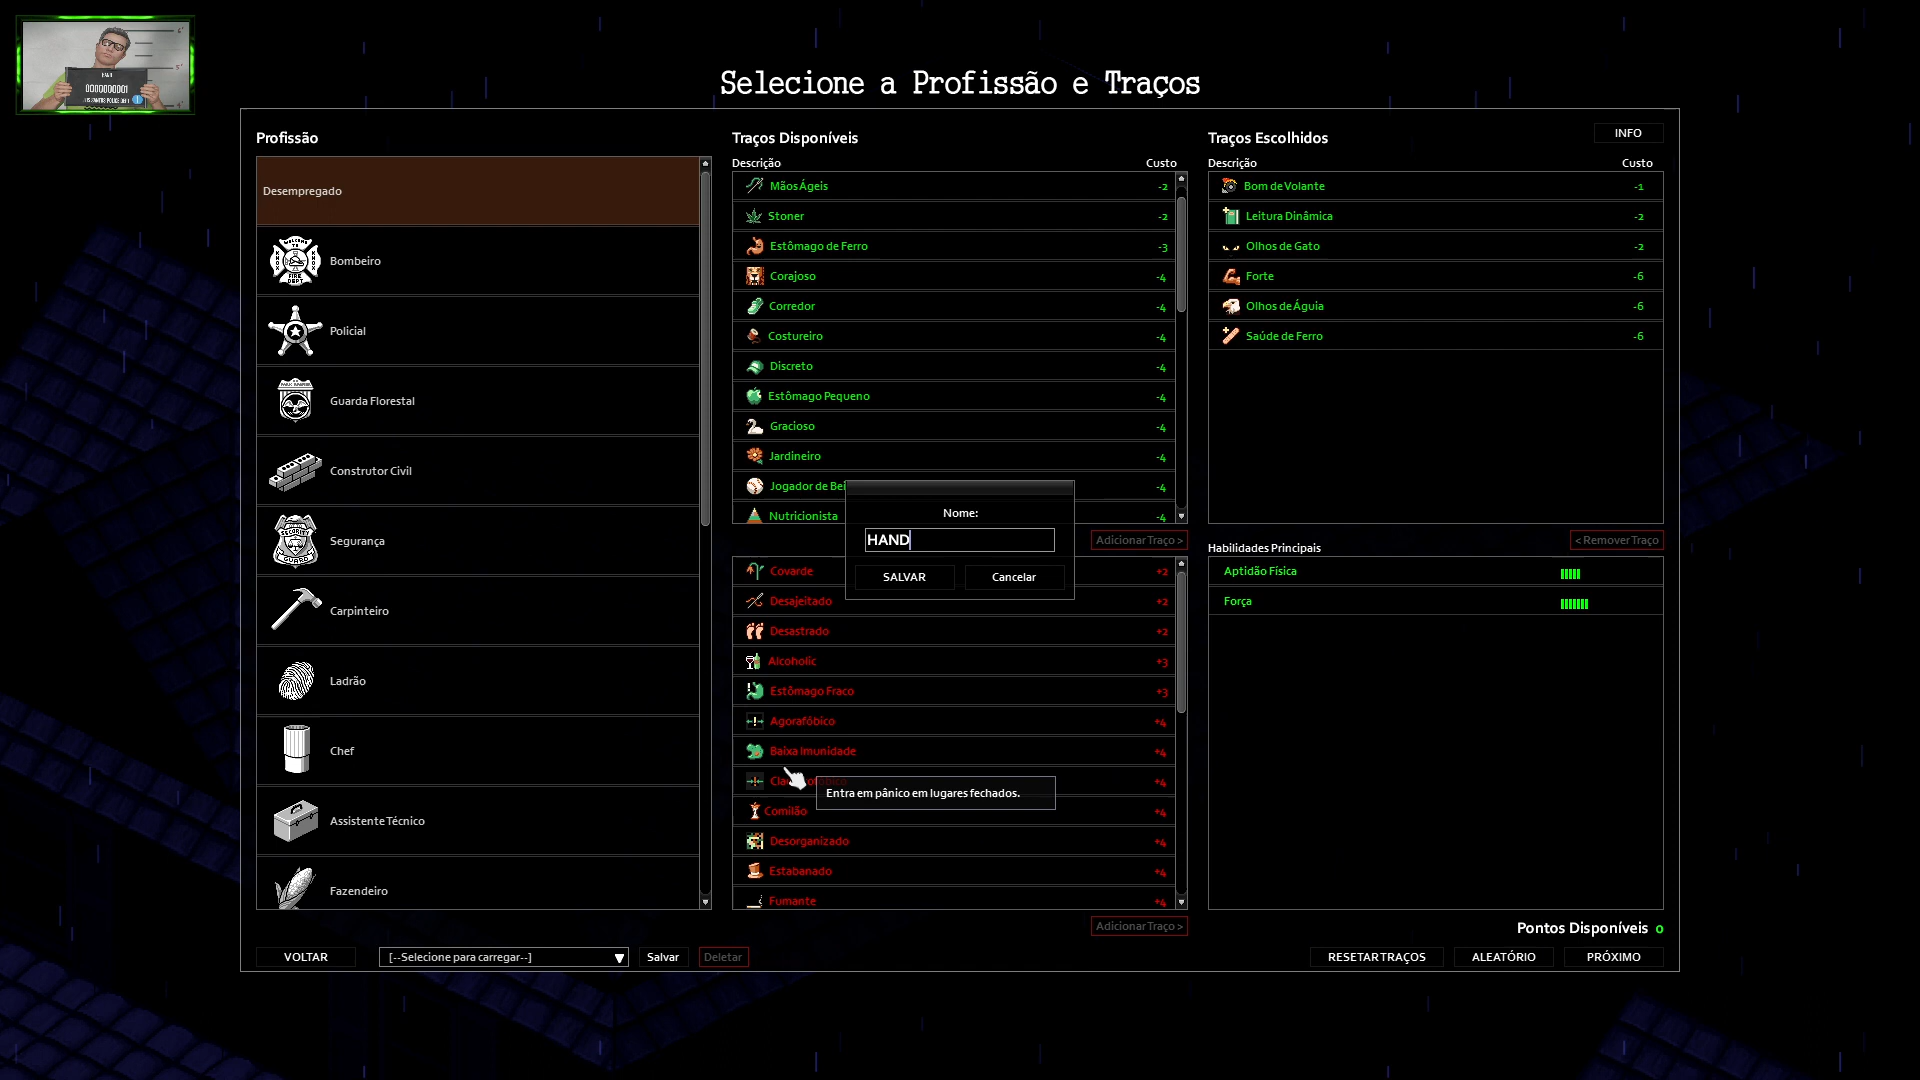 Selecione a Profissão e Traços
HAND
0000000001
Profissão
Desempregado
Bombeiro
Policial
Guarda Florestal
Construtor Civil
Segurança
Carpinteiro
Ladrão
Chef
Assistente Técnico
Fazendeiro
Traços Disponíveis
Descrição Custo
Mãos Ágeis -2
Stoner -2
Estômago de Ferro -3
Corajoso -4
Corredor -4
Costureiro -4
Discreto -4
Estômago Pequeno -4
Gracioso -4
Jardineiro -4
Jogador de Bei -4
Nutricionista -4
Adicionar Traço >
Nome:
HAND
SALVAR Cancelar
Covarde +2
Desajeitado +2
Desastrado +2
Alcoholic +3
Estômago Fraco +3
Agorafóbico +4
Baixa Imunidade +4
+4
Entra em pânico em lugares fechados.
Comilão +4
Desorganizado +4
Estabanado +4
Fumante +4
Adicionar Traço >
Traços Escolhidos
INFO
Descrição Custo
Bom de Volante -1
Leitura Dinâmica -2
Olhos de Gato -2
Forte -6
Olhos de Águia -6
Saúde de Ferro -6
< Remover Traço
Habilidades Principais
Aptidão Física
Força
Pontos Disponíveis 0
VOLTAR [--Selecione para carregar--] Salvar Deletar
RESETAR TRAÇOS ALEATÓRIO PRÓXIMO